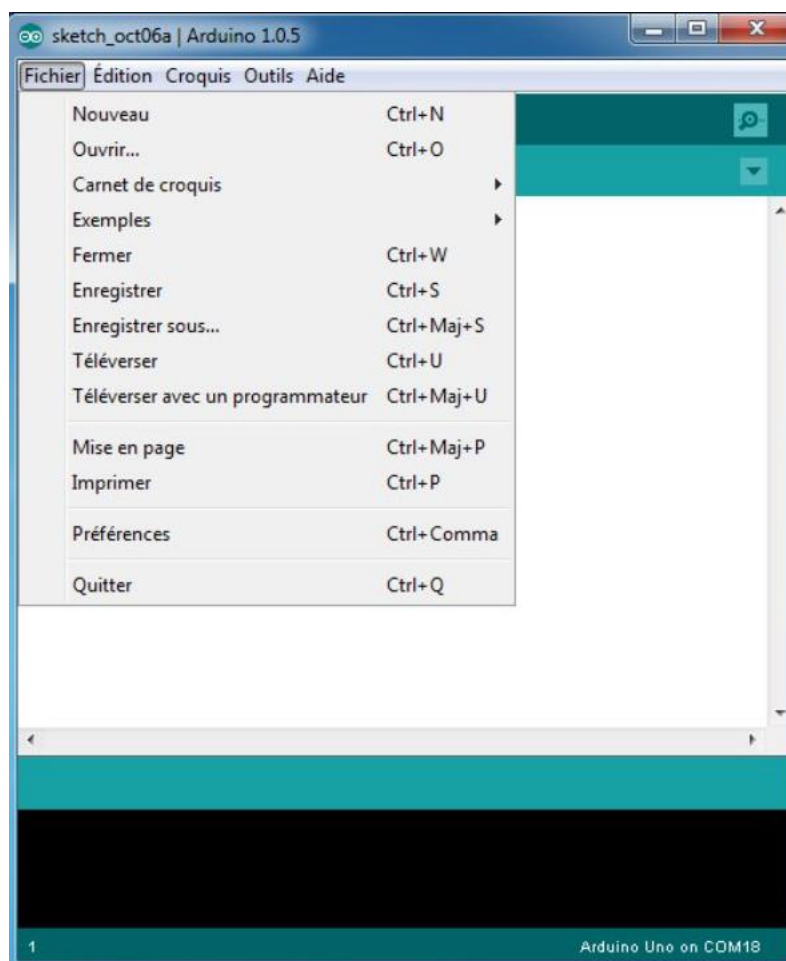 sketch_oct06a | Arduino 1.0.5
Fichier Édition Croquis Outils Aide
Nouveau Ctrl+N
Ouvrir... Ctrl+O
Carnet de croquis
Exemples
Fermer Ctrl+W
Enregistrer Ctrl+S
Enregistrer sous... Ctrl+Maj+S
Téléverser Ctrl+U
Téléverser avec un programmateur Ctrl+Maj+U
Mise en page Ctrl+Maj+P
Imprimer Ctrl+P
Préférences Ctrl+Comma
Quitter Ctrl+Q
1 Arduino Uno on COM18